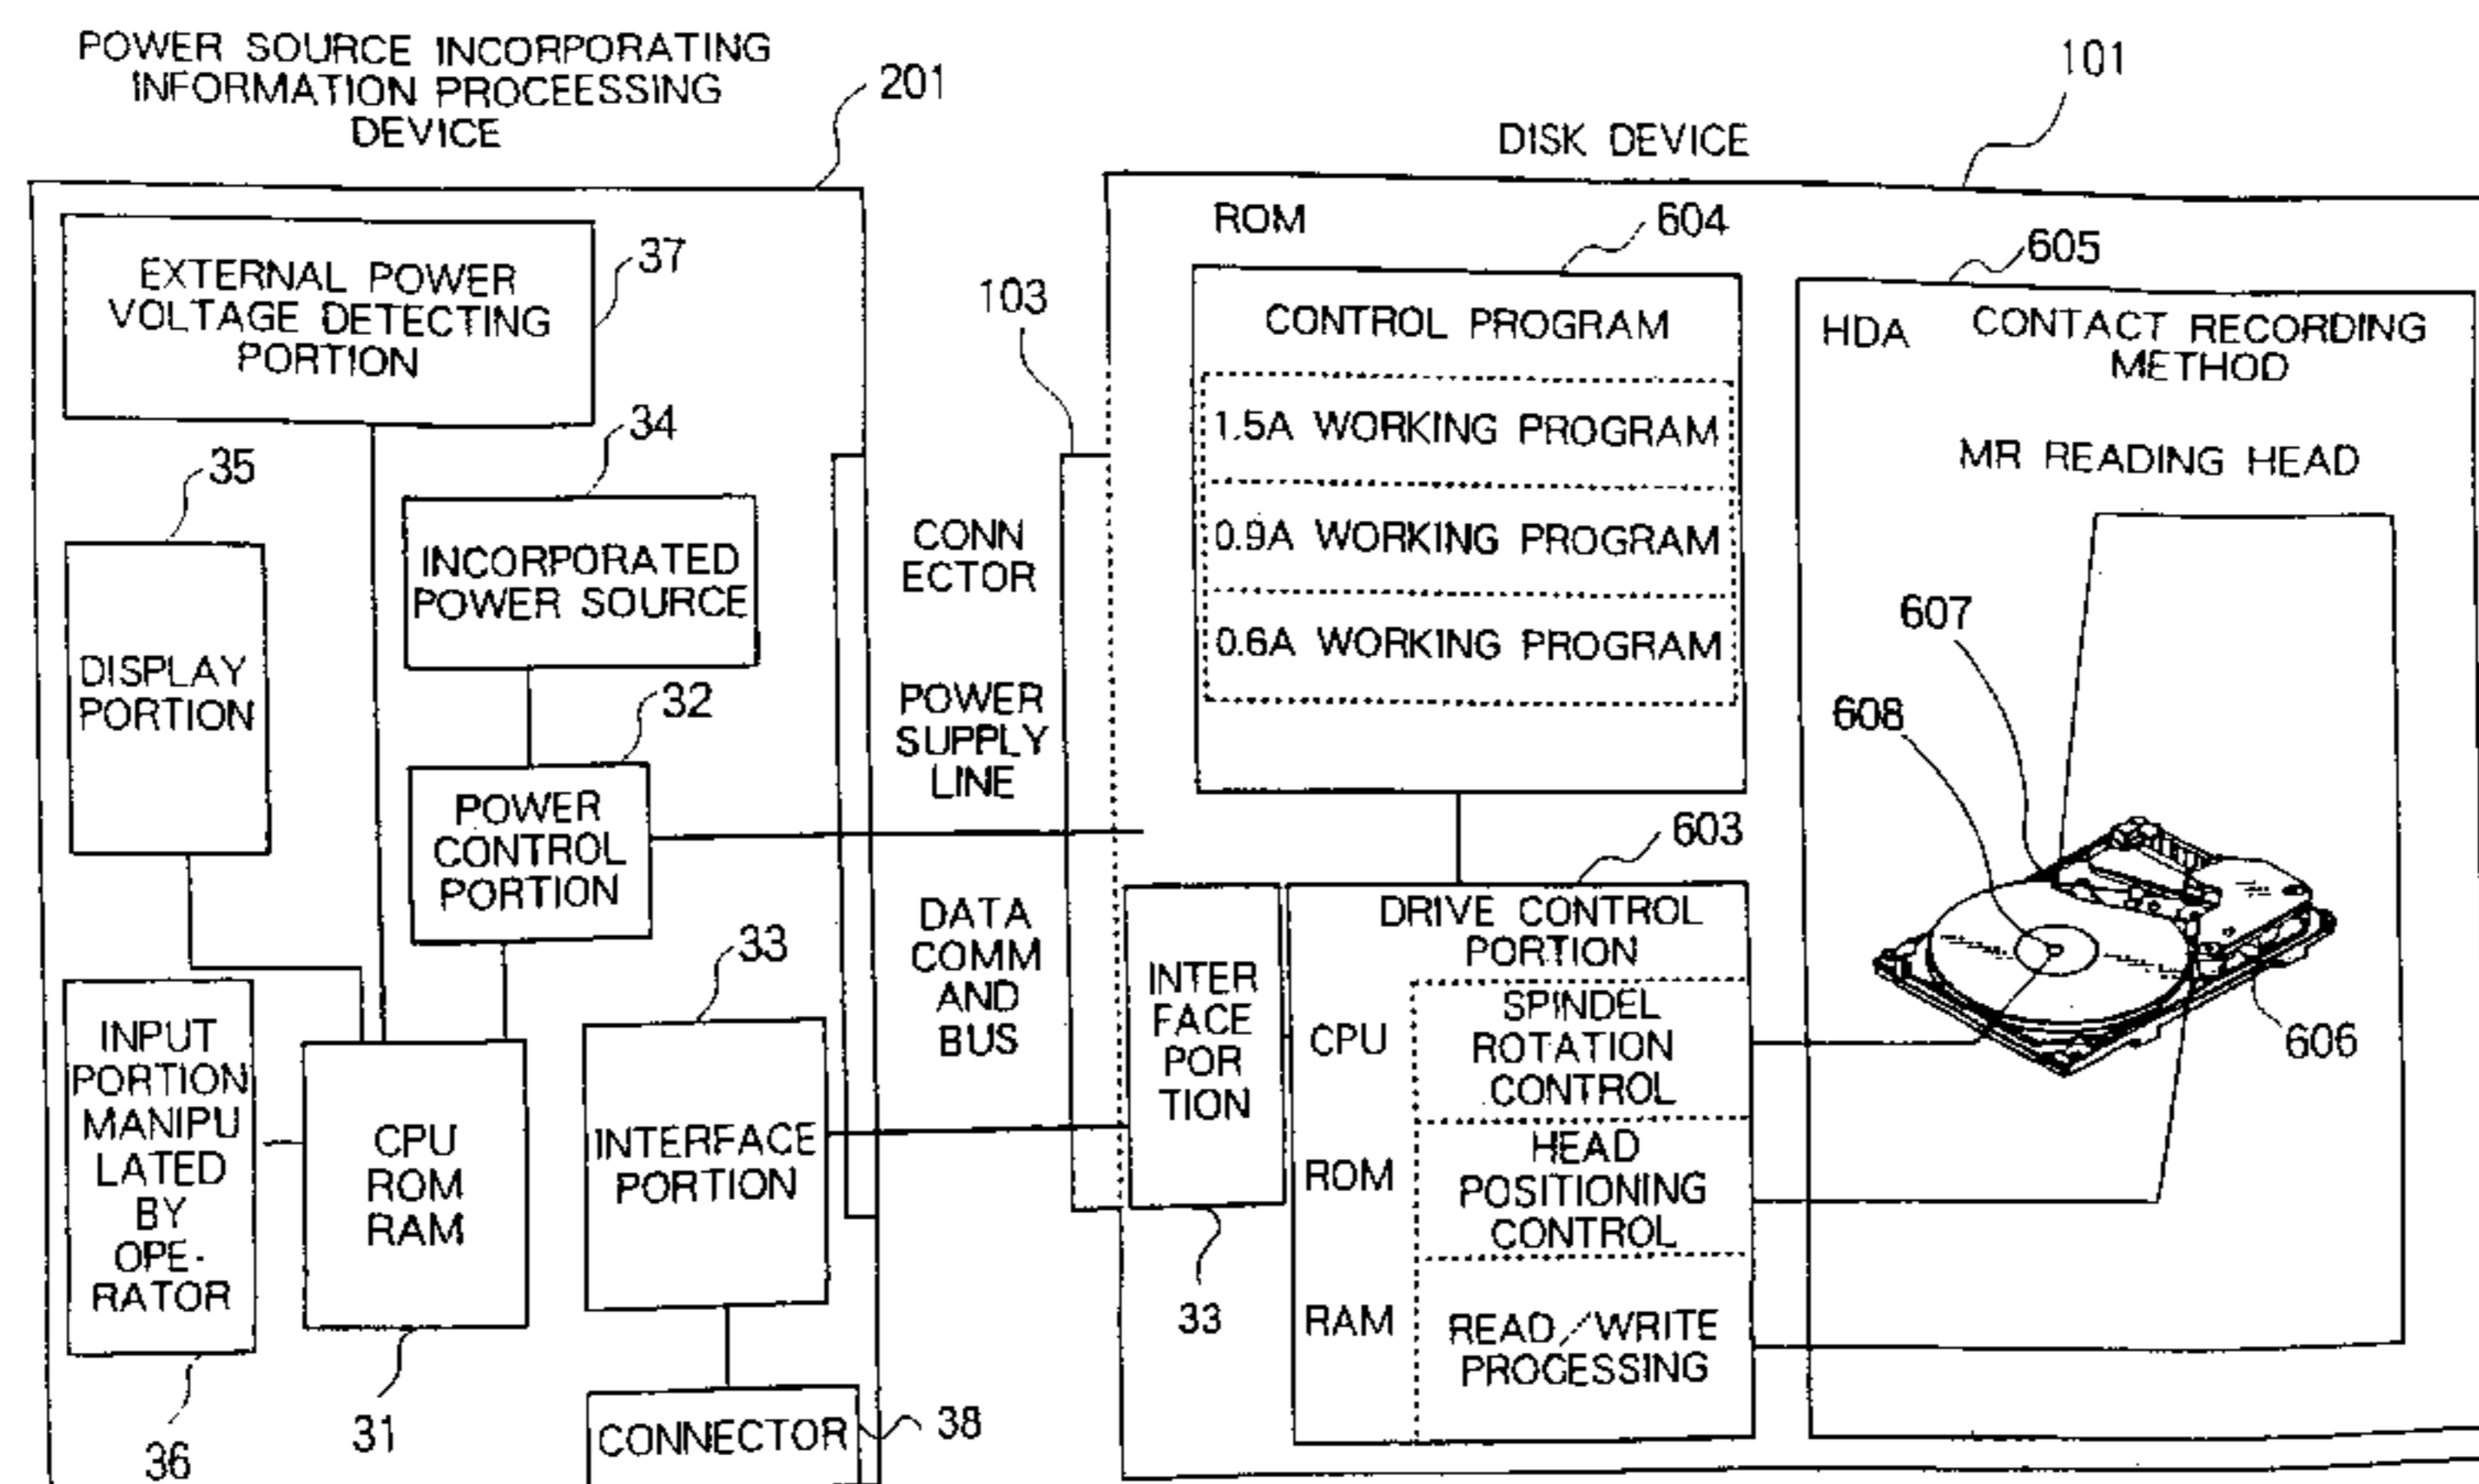 POWER SOURCE INCORPORATING
INFORMATION PROCEESSING
DEVICE
201
EXTERNAL POWER
VOLTAGE DETECTING
PORTION
37
35
34
INCORPORATED
POWER SOURCE
DISPLAY
PORTION
32
POWER
CONTROL
PORTION
33
INPUT
PORTION
MANIPU
LATED
BY
OPE-
RATOR
36
CPU
ROM
RAM
31
INTERFACE
PORTION
CONNECTOR
38
103
CONN
ECTOR
POWER
SUPPLY
LINE
DATA
COMM
AND
BUS
DISK DEVICE
101
ROM
604
CONTROL PROGRAM
1.5A WORKING PROGRAM
0.9A WORKING PROGRAM
0.6A WORKING PROGRAM
603
INTER
FACE
POR
TION
33
DRIVE CONTROL
PORTION
CPU
ROM
RAM
SPINDEL
ROTATION
CONTROL
HEAD
POSITIONING
CONTROL
READ/WRITE
PROCESSING
605
HDA
CONTACT RECORDING
METHOD
MR READING HEAD
607
608
606